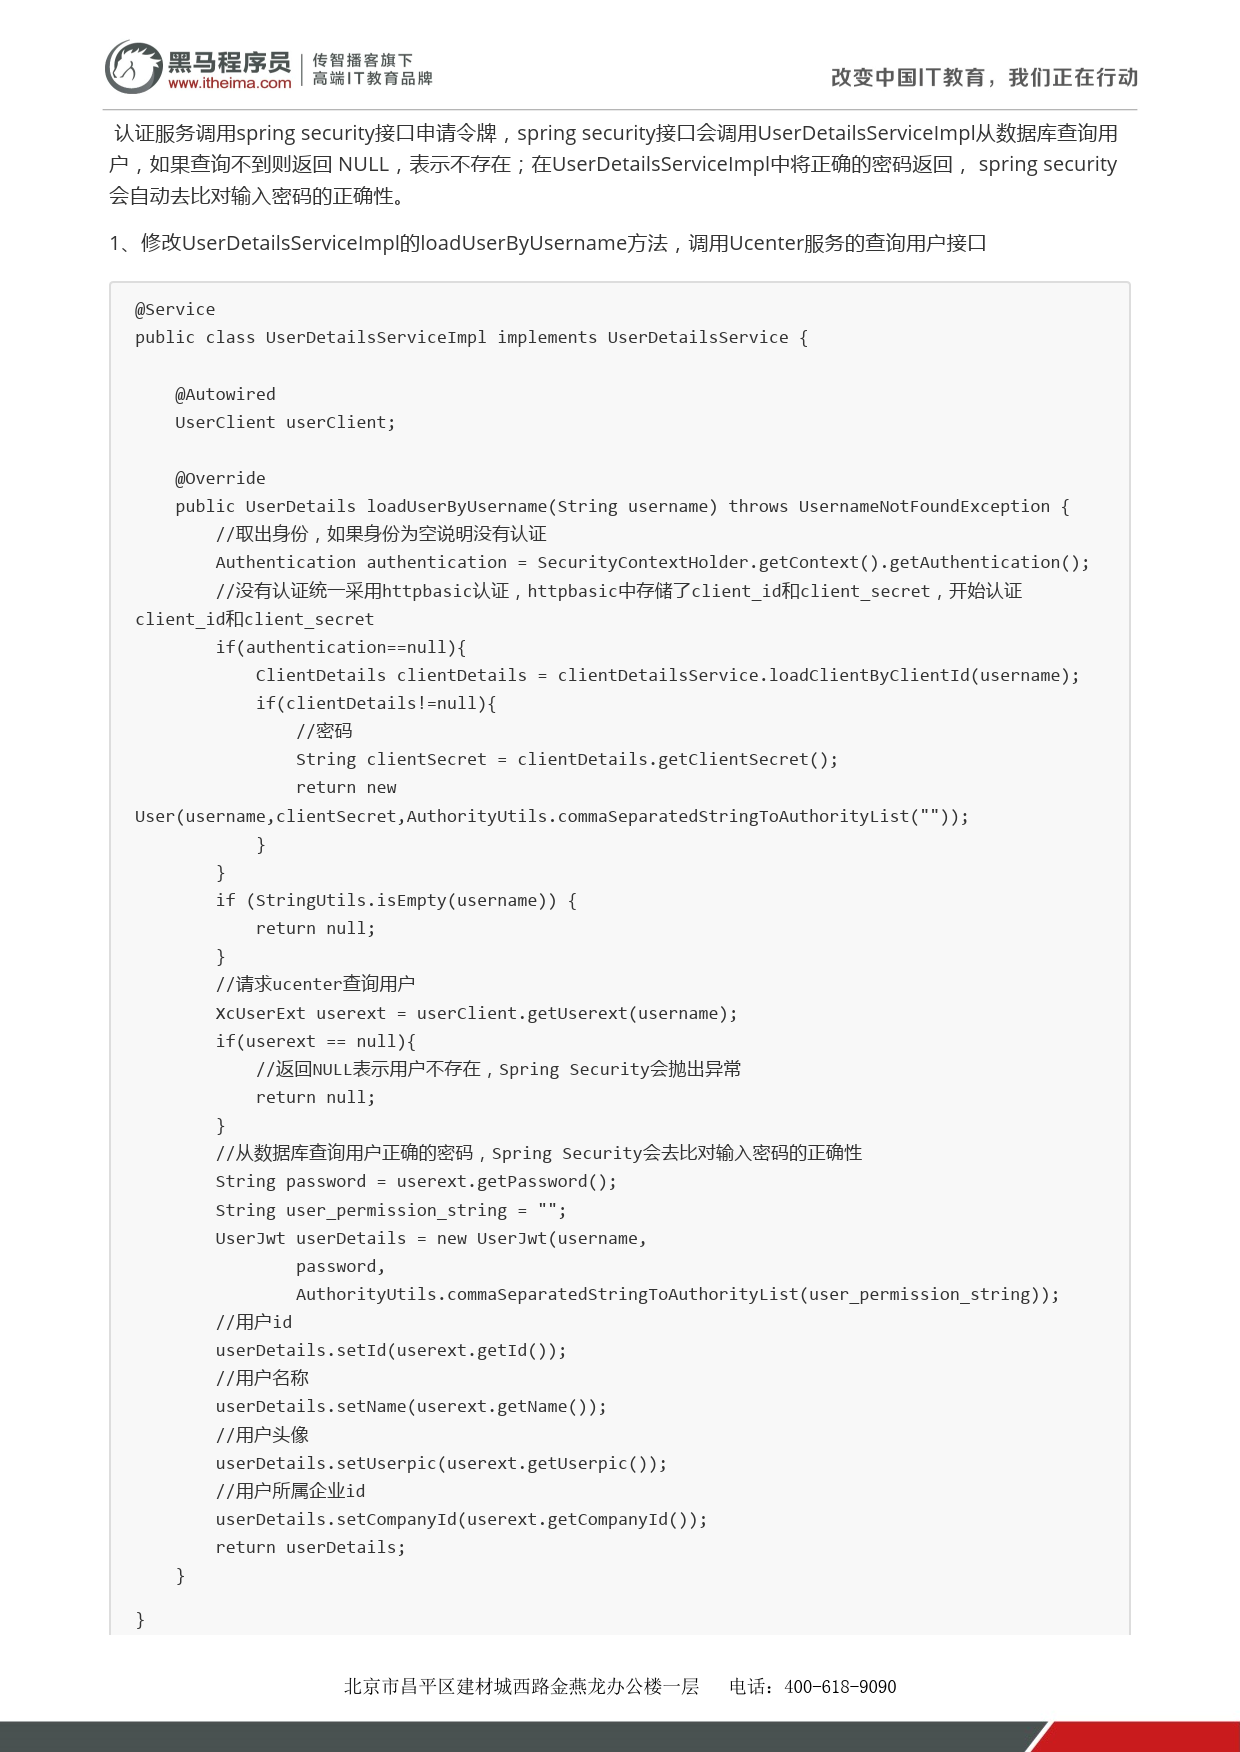 黑马程序员
www.itheima.com
传智播客旗下
高端IT教育品牌
改变中国IT教育，我们正在行动
认证服务调用spring security接口申请令牌，spring security接口会调用UserDetailsServiceImpl从数据库查询用
户，如果查询不到则返回 NULL，表示不存在；在UserDetailsServiceImpl中将正确的密码返回， spring security
会自动去比对输入密码的正确性。
1、修改UserDetailsServiceImpl的loadUserByUsername方法，调用Ucenter服务的查询用户接口
@Service
public class UserDetailsServiceImpl implements UserDetailsService {
    @Autowired
    UserClient userClient;
    @Override
    public UserDetails loadUserByUsername(String username) throws UsernameNotFoundException {
        //取出身份，如果身份为空说明没有认证
        Authentication authentication = SecurityContextHolder.getContext().getAuthentication();
        //没有认证统一采用httpbasic认证，httpbasic中存储了client_id和client_secret，开始认证
client_id和client_secret
        if(authentication==null){
            ClientDetails clientDetails = clientDetailsService.loadClientByClientId(username);
            if(clientDetails!=null){
                //密码
                String clientSecret = clientDetails.getClientSecret();
                return new
User(username,clientSecret,AuthorityUtils.commaSeparatedStringToAuthorityList(""));
            }
        }
        if (StringUtils.isEmpty(username)) {
            return null;
        }
        //请求ucenter查询用户
        XcUserExt userext = userClient.getUserext(username);
        if(userext == null){
            //返回NULL表示用户不存在，Spring Security会抛出异常
            return null;
        }
        //从数据库查询用户正确的密码，Spring Security会去比对输入密码的正确性
        String password = userext.getPassword();
        String user_permission_string = "";
        UserJwt userDetails = new UserJwt(username,
                password,
                AuthorityUtils.commaSeparatedStringToAuthorityList(user_permission_string));
        //用户id
        userDetails.setId(userext.getId());
        //用户名称
        userDetails.setName(userext.getName());
        //用户头像
        userDetails.setUserpic(userext.getUserpic());
        //用户所属企业id
        userDetails.setCompanyId(userext.getCompanyId());
        return userDetails;
    }
}
北京市昌平区建材城西路金燕龙办公楼一层 电话：400-618-9090